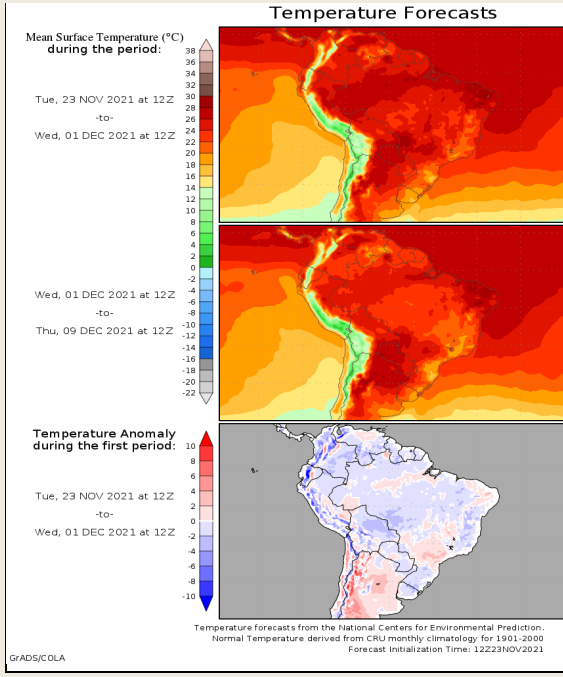 Temperature Forecasts
Mean Surface Temperature (°C)
during the period:
Tue, 23 NOV 2021 at 12Z
-to-
Wed, 01 DEC 2021 at 12Z
38
36
34
32
30
28
26
24
22
20
18
16
14
12
10
8
6
4
2
0
-2
-4
-6
-8
-10
-12
-14
-16
-18
-20
-22
Wed, 01 DEC 2021 at 12Z
-to-
Thu, 09 DEC 2021 at 12Z
Temperature Anomaly
during the first period:
Tue, 23 NOV 2021 at 12Z
-to-
Wed, 01 DEC 2021 at 12Z
10
8
6
4
2
0
-2
-4
-6
-8
-10
Temperature forecasts from the National Centers for Environmental Prediction.
Normal Temperature derived from CRU monthly climatology for 1901-2000
Forecast Initialization Time: 12Z23NOV2021
GrADS/COLA